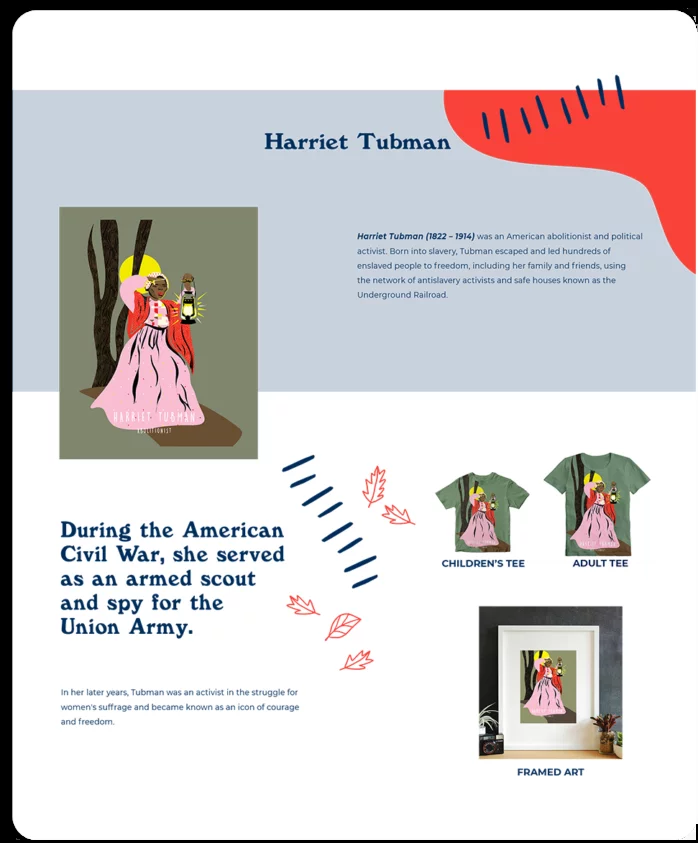 Harriet Tubman
Harriet Tubman (1822 – 1914) was an American abolitionist and political
activist. Born into slavery, Tubman escaped and led hundreds of
enslaved people to freedom, including her family and friends, using
the network of antislavery activists and safe houses known as the
Underground Railroad.
HARRIET TUBMAN
ABOLITIONIST
During the American
Civil War, she served
as an armed scout
and spy for the
Union Army.
In her later years, Tubman was an activist in the struggle for
women's suffrage and became known as an icon of courage
and freedom.
CHILDREN'S TEE
ADULT TEE
FRAMED ART